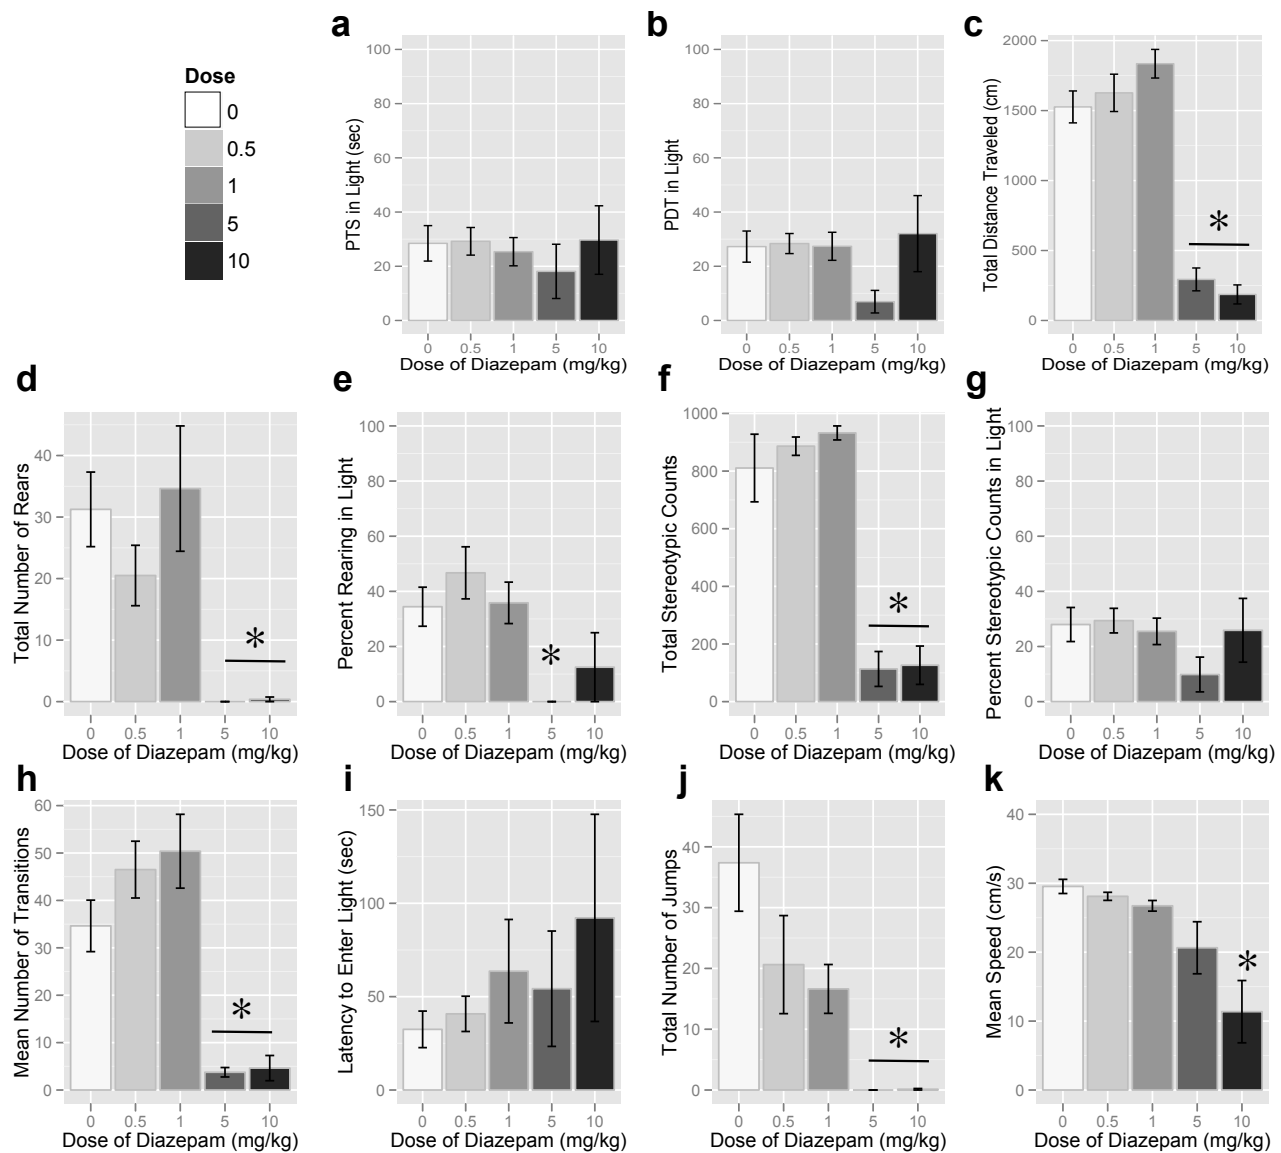 Dose
0
0.5
1
5
10
a
PTS in Light (sec)
100
80
60
40
20
0
0 0.5 1 5 10
Dose of Diazepam (mg/kg)
b
PDT in Light
100
80
60
40
20
0
0 0.5 1 5 10
Dose of Diazepam (mg/kg)
c
Total Distance Traveled (cm)
2000
1500
1000
500
0
*
0 0.5 1 5 10
Dose of Diazepam (mg/kg)
d
Total Number of Rears
40
30
20
10
0
*
0 0.5 1 5 10
Dose of Diazepam (mg/kg)
e
Percent Rearing in Light
100
80
60
40
20
0
*
0 0.5 1 5 10
Dose of Diazepam (mg/kg)
f
Total Stereotypic Counts
1000
800
600
400
200
0
*
0 0.5 1 5 10
Dose of Diazepam (mg/kg)
g
Percent Stereotypic Counts in Light
100
80
60
40
20
0
0 0.5 1 5 10
Dose of Diazepam (mg/kg)
h
Mean Number of Transitions
60
50
40
30
20
10
0
*
0 0.5 1 5 10
Dose of Diazepam (mg/kg)
i
Latency to Enter Light (sec)
150
100
50
0
0 0.5 1 5 10
Dose of Diazepam (mg/kg)
j
Total Number of Jumps
40
30
20
10
0
*
0 0.5 1 5 10
Dose of Diazepam (mg/kg)
k
Mean Speed (cm/s)
40
30
20
10
0
*
0 0.5 1 5 10
Dose of Diazepam (mg/kg)